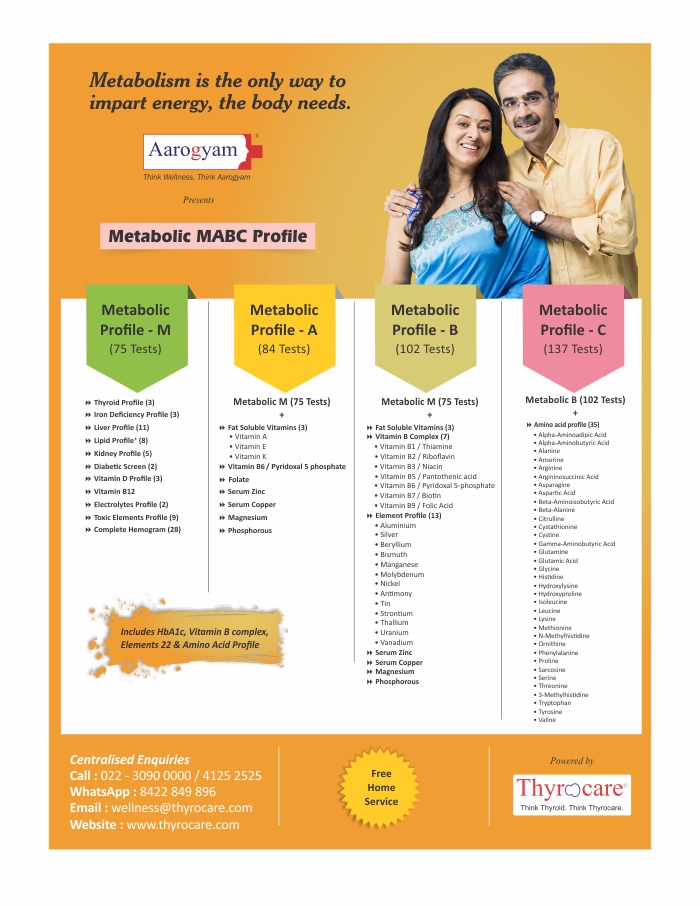 Metabolism is the only way to
impart energy, the body needs.
Aarogyam
®
Think Wellness. Think Aarogyam
Presents
Metabolic MABC Profile
Metabolic
Profile - M
(75 Tests)
Thyroid Profile (3)
Iron Deficiency Profile (3)
Liver Profile (11)
Lipid Profile* (8)
Kidney Profile (5)
Diabetic Screen (2)
Vitamin D Profile (3)
Vitamin B12
Electrolytes Profile (2)
Toxic Elements Profile (9)
Complete Hemogram (28)
Metabolic
Profile - A
(84 Tests)
Metabolic M (75 Tests)
+
Fat Soluble Vitamins (3)
• Vitamin A
• Vitamin E
• Vitamin K
Vitamin B6 / Pyridoxal 5 phosphate
Folate
Serum Zinc
Serum Copper
Magnesium
Phosphorous
Metabolic
Profile - B
(102 Tests)
Metabolic M (75 Tests)
+
Fat Soluble Vitamins (3)
Vitamin B Complex (7)
• Vitamin B1 / Thiamine
• Vitamin B2 / Riboflavin
• Vitamin B3 / Niacin
• Vitamin B5 / Pantothenic acid
• Vitamin B6 / Pyridoxal 5-phosphate
• Vitamin B7 / Biotin
• Vitamin B9 / Folic Acid
Element Profile (13)
• Aluminium
• Silver
• Beryllium
• Bismuth
• Manganese
• Molybdenum
• Nickel
• Antimony
• Tin
• Strontium
• Thallium
• Uranium
• Vanadium
Serum Zinc
Serum Copper
Magnesium
Phosphorous
Metabolic
Profile - C
(137 Tests)
Metabolic B (102 Tests)
+
Amino acid profile (35)
• Alpha-Aminoadipic Acid
• Alpha-Aminobutyric Acid
• Alanine
• Anserine
• Arginine
• Argininosuccinic Acid
• Asparagine
• Aspartic Acid
• Beta-Aminoisobutyric Acid
• Beta-Alanine
• Citrulline
• Cystathionine
• Cystine
• Gamma-Aminobutyric Acid
• Glutamine
• Glutamic Acid
• Glycine
• Histidine
• Hydroxylysine
• Hydroxyproline
• Isoleucine
• Leucine
• Lysine
• Methionine
• N-Methylhistidine
• Ornithine
• Phenylalanine
• Proline
• Sarcosine
• Serine
• Threonine
• 3-Methylhistidine
• Tryptophan
• Tyrosine
• Valine
Includes HbA1c, Vitamin B complex,
Elements 22 & Amino Acid Profile
Centralised Enquiries
Call : 022 - 3090 0000 / 4125 2525
WhatsApp : 8422 849 896
Email : wellness@thyrocare.com
Website : www.thyrocare.com
Free
Home
Service
Powered by
Thyrocare®
Think Thyroid. Think Thyrocare.